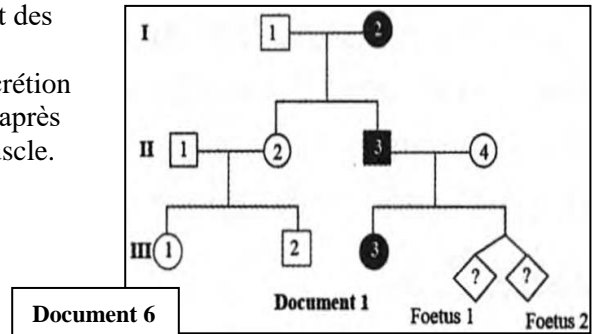 t des
crétion
après
scle.
I
1
2
II
1
2
3
4
III
1
2
3
?
?
Document 1
Foetus 1
Foetus 2
Document 6